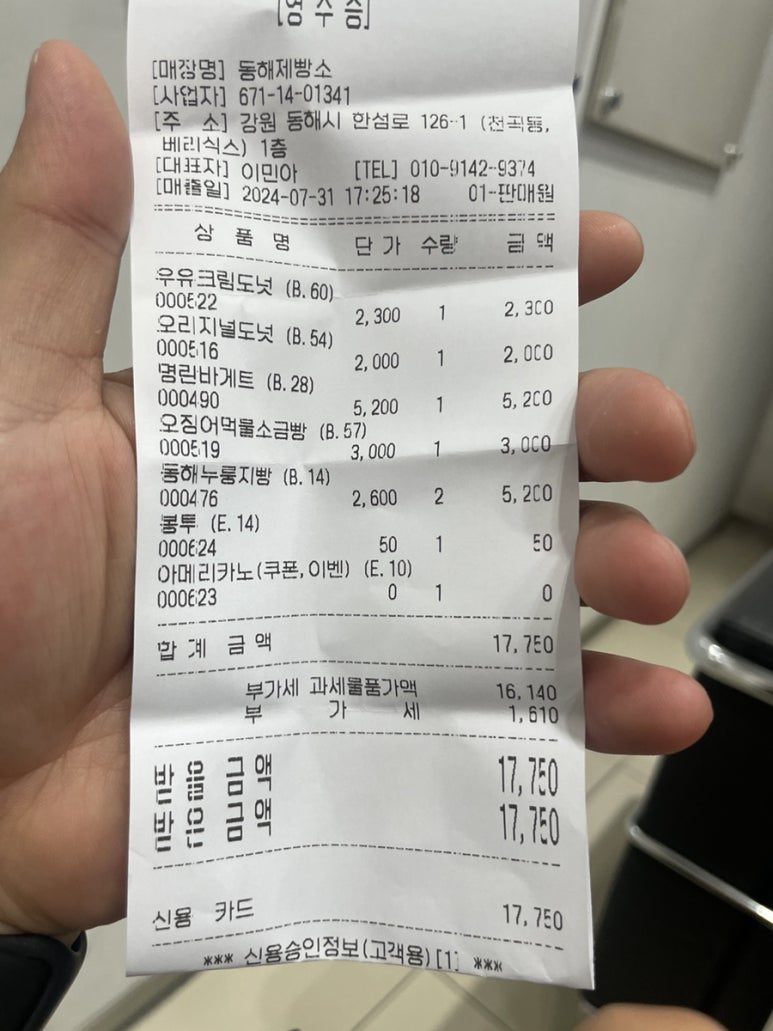 [영수증]
[매장명] 동해제빵소
[사업자] 671-14-01341
[주 소] 강원 동해시 한섬로 126-1 (천곡동,
베리식스) 1층
[대표자] 이민아 [TEL] 010-9142-9374
[매출일] 2024-07-31 17:25:18 01-판매원
상 품 명 단 가 수량 금 액
우유크림도넛 (B.60)
000522 2,300 1 2,300
오리지널도넛 (B.54)
000516 2,000 1 2,000
명란바게트 (B.28)
000490 5,200 1 5,200
오징어먹물소금빵 (B.57)
000519 3,000 1 3,000
동해누룽지빵 (B.14)
000476 2,600 2 5,200
봉투 (E.14)
000624 50 1 50
아메리카노(쿠폰,이벤) (E.10)
000623 0 1 0
합 계 금 액 17,750
부가세 과세물품가액 16,140
부 가 세 1,610
받을금액 17,750
받은금액 17,750
신용 카드 17,750
*** 신용승인정보(고객용)[1] ***